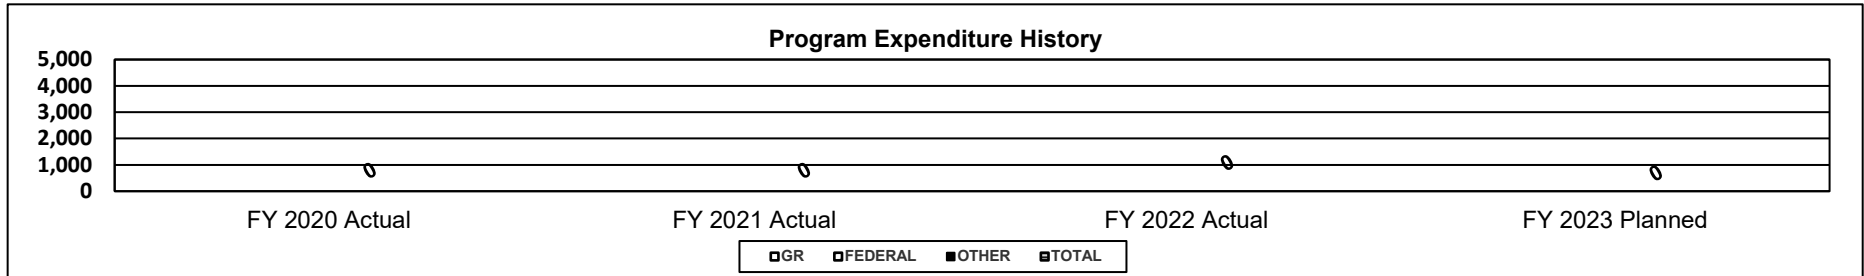 Program Expenditure History
5,000
4,000
3,000
2,000
1,000
0
0 0 0 0
FY 2020 Actual FY 2021 Actual FY 2022 Actual FY 2023 Planned
GR FEDERAL OTHER TOTAL